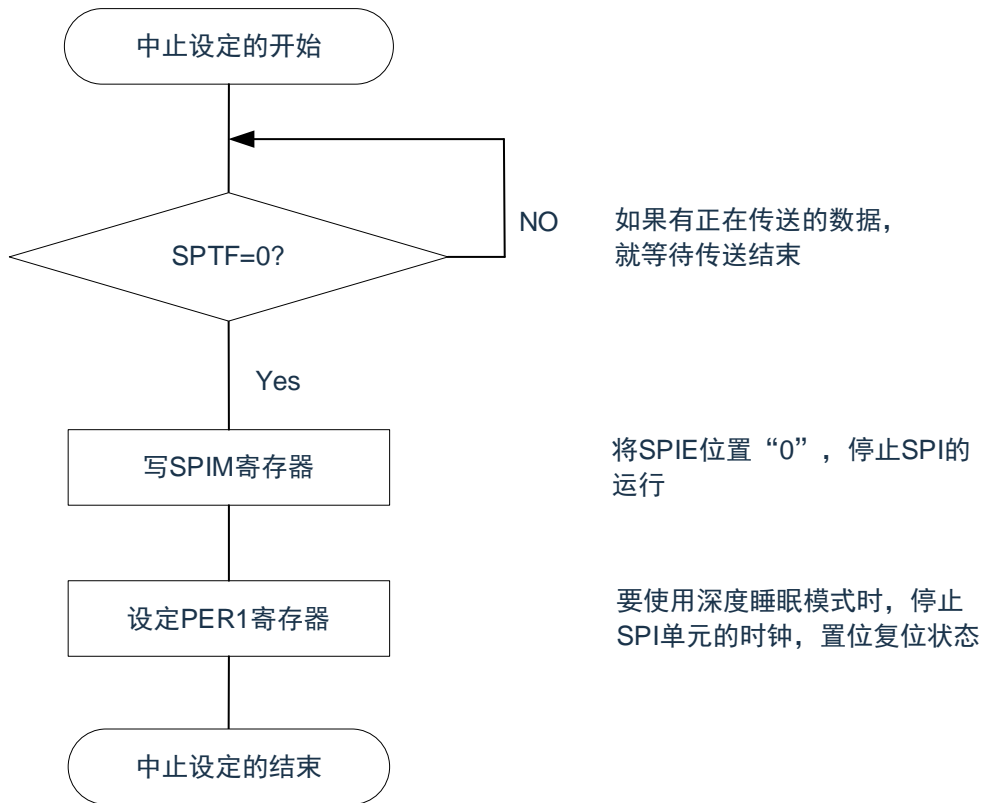 中止设定的开始
SPTF=0?
NO
如果有正在传送的数据，
就等待传送结束
Yes
写SPIM寄存器
将SPIE位置“0”，停止SPI的
运行
设定PER1寄存器
要使用深度睡眠模式时，停止
SPI单元的时钟，置位复位状态
中止设定的结束